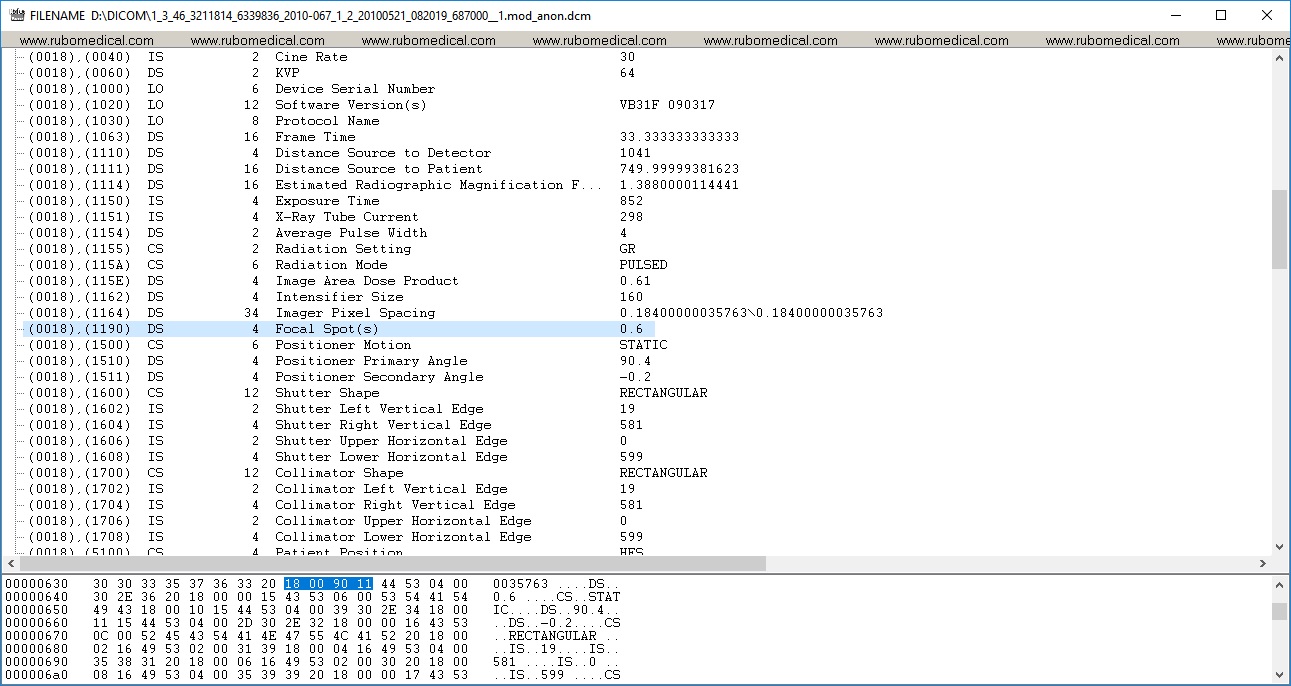 FILENAME D:\DICOM\1_3_46_3211814_6339836_2010-067_1_2_20100521_082019_687000__1.mod_anon.dcm
www.rubomedical.com www.rubomedical.com www.rubomedical.com www.rubomedical.com www.rubomedical.com www.rubomedical.com www.rubomedical.com www.rubome
(0018),(0040) IS 2 Cine Rate 30
(0018),(0060) DS 2 KVP 64
(0018),(1000) LO 6 Device Serial Number
(0018),(1020) LO 12 Software Version(s) VB31F 090317
(0018),(1030) LO 8 Protocol Name
(0018),(1063) DS 16 Frame Time 33.333333333333
(0018),(1110) DS 4 Distance Source to Detector 1041
(0018),(1111) DS 16 Distance Source to Patient 749.99999381623
(0018),(1114) DS 16 Estimated Radiographic Magnification F... 1.3880000114441
(0018),(1150) IS 4 Exposure Time 852
(0018),(1151) IS 4 X-Ray Tube Current 298
(0018),(1154) DS 2 Average Pulse Width 4
(0018),(1155) CS 2 Radiation Setting GR
(0018),(115A) CS 6 Radiation Mode PULSED
(0018),(115E) DS 4 Image Area Dose Product 0.61
(0018),(1162) DS 4 Intensifier Size 160
(0018),(1164) DS 34 Imager Pixel Spacing 0.18400000035763\0.18400000035763
(0018),(1190) DS 4 Focal Spot(s) 0.6
(0018),(1500) CS 6 Positioner Motion STATIC
(0018),(1510) DS 4 Positioner Primary Angle 90.4
(0018),(1511) DS 4 Positioner Secondary Angle -0.2
(0018),(1600) CS 12 Shutter Shape RECTANGULAR
(0018),(1602) IS 2 Shutter Left Vertical Edge 19
(0018),(1604) IS 4 Shutter Right Vertical Edge 581
(0018),(1606) IS 2 Shutter Upper Horizontal Edge 0
(0018),(1608) IS 4 Shutter Lower Horizontal Edge 599
(0018),(1700) CS 12 Collimator Shape RECTANGULAR
(0018),(1702) IS 2 Collimator Left Vertical Edge 19
(0018),(1704) IS 4 Collimator Right Vertical Edge 581
(0018),(1706) IS 2 Collimator Upper Horizontal Edge 0
(0018),(1708) IS 4 Collimator Lower Horizontal Edge 599
(0018),(5100) CS 4 Patient Position HFS
00000630 30 30 33 35 37 36 33 20 18 00 90 11 44 53 04 00 0035763 ....DS..
00000640 30 2E 36 20 18 00 00 15 43 53 06 00 53 54 41 54 0.6 ....CS..STAT
00000650 49 43 18 00 10 15 44 53 04 00 39 30 2E 34 18 00 IC....DS..90.4..
00000660 11 15 44 53 04 00 2D 30 2E 32 18 00 00 16 43 53 ..DS..-0.2....CS
00000670 0C 00 52 45 43 54 41 4E 47 55 4C 41 52 20 18 00 ..RECTANGULAR ..
00000680 02 16 49 53 02 00 31 39 18 00 04 16 49 53 04 00 ..IS..19....IS..
00000690 35 38 31 20 18 00 06 16 49 53 02 00 30 20 18 00 581 ....IS..0 ..
000006a0 08 16 49 53 04 00 35 39 39 20 18 00 00 17 43 53 ..IS..599 ....CS